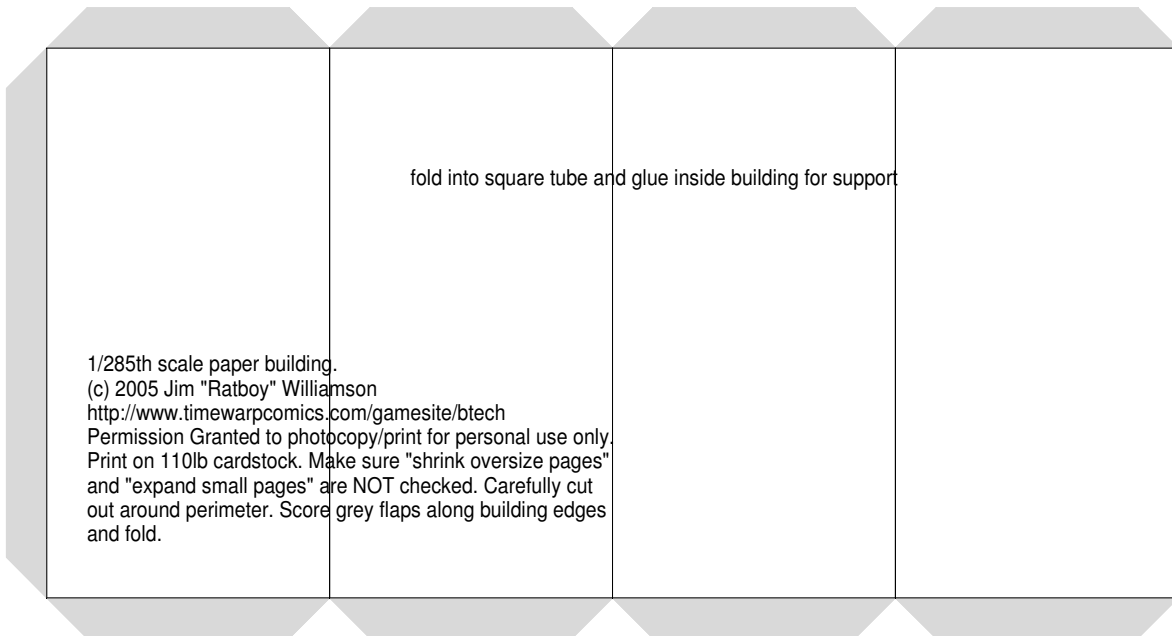 fold into square tube and glue inside building for support
1/285th scale paper building.
(c) 2005 Jim "Ratboy" Williamson
http://www.timewarpcomics.com/gamesite/btech
Permission Granted to photocopy/print for personal use only.
Print on 110lb cardstock. Make sure "shrink oversize pages"
and "expand small pages" are NOT checked. Carefully cut
out around perimeter. Score grey flaps along building edges
and fold.